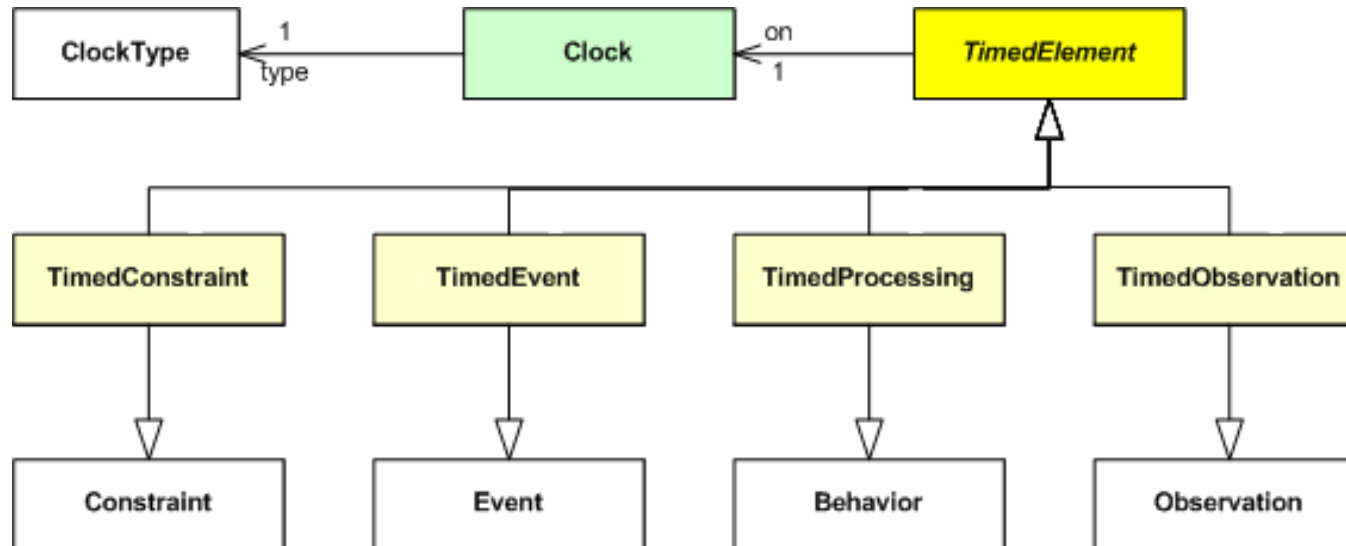 ClockType
1
type
Clock
on
1
TimedElement
TimedConstraint
TimedEvent
TimedProcessing
TimedObservation
Constraint
Event
Behavior
Observation